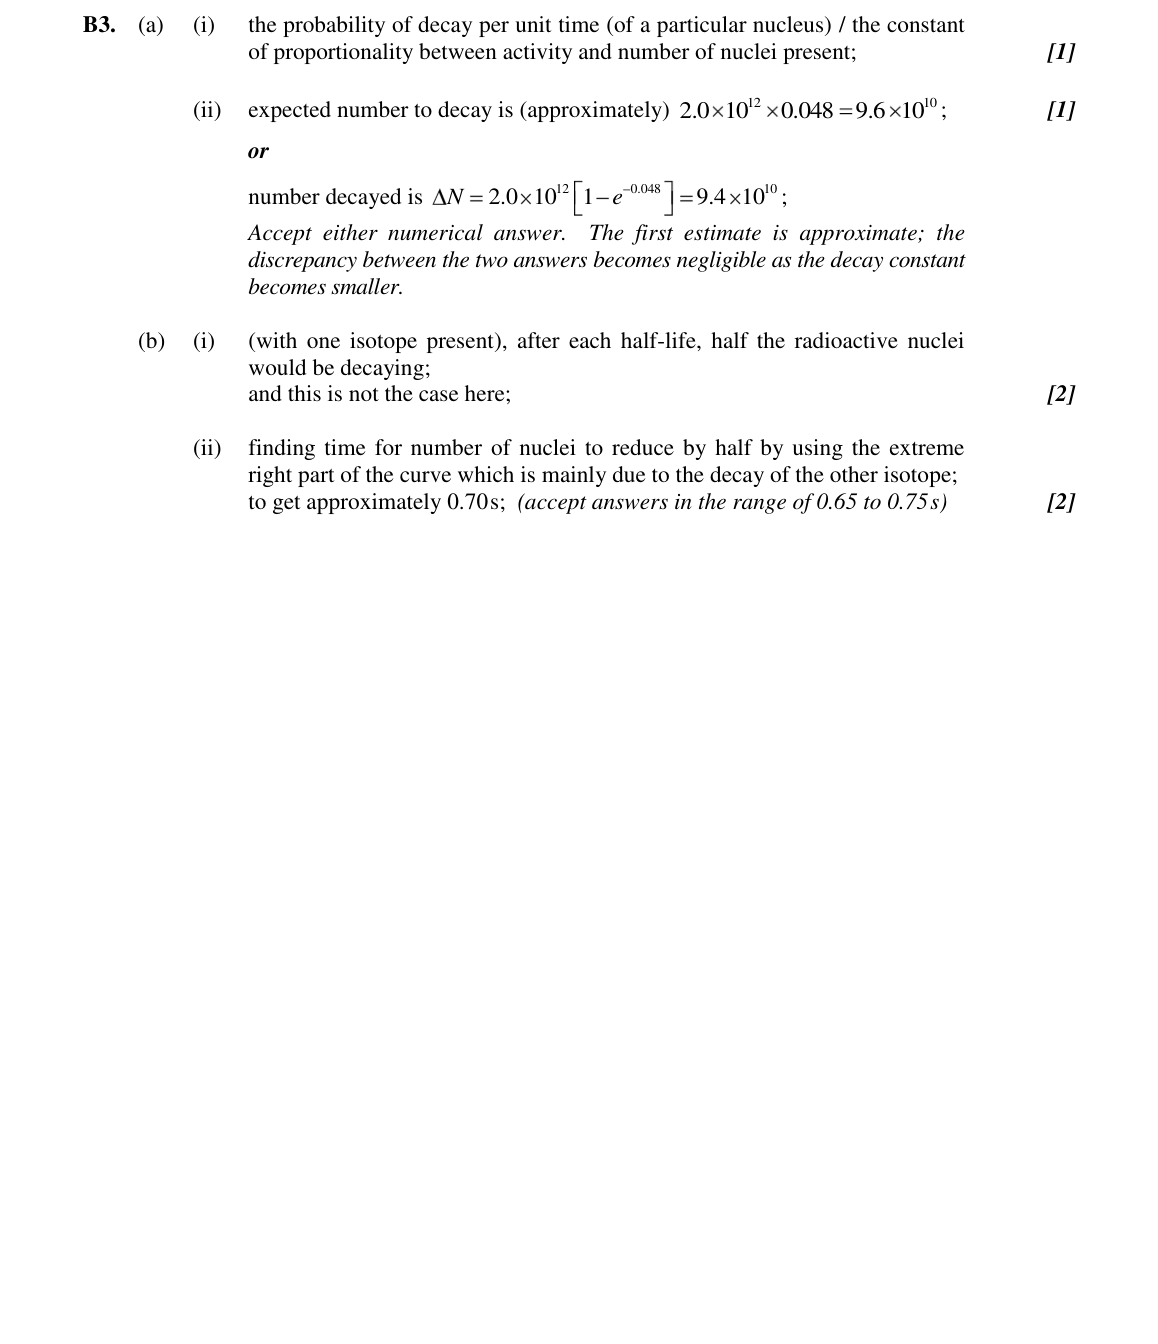 B3. (a) (i) the probability of decay per unit time (of a particular nucleus) / the constant
of proportionality between activity and number of nuclei present; [1]
(ii) expected number to decay is (approximately) 2.0×10¹² ×0.048 =9.6×10¹⁰; [1]
or
number decayed is ΔN = 2.0×10¹²[1−e^−0.048] =9.4×10¹⁰;
Accept either numerical answer. The first estimate is approximate; the
discrepancy between the two answers becomes negligible as the decay constant
becomes smaller.
(b) (i) (with one isotope present), after each half-life, half the radioactive nuclei
would be decaying;
and this is not the case here; [2]
(ii) finding time for number of nuclei to reduce by half by using the extreme
right part of the curve which is mainly due to the decay of the other isotope;
to get approximately 0.70s; (accept answers in the range of 0.65 to 0.75s) [2]